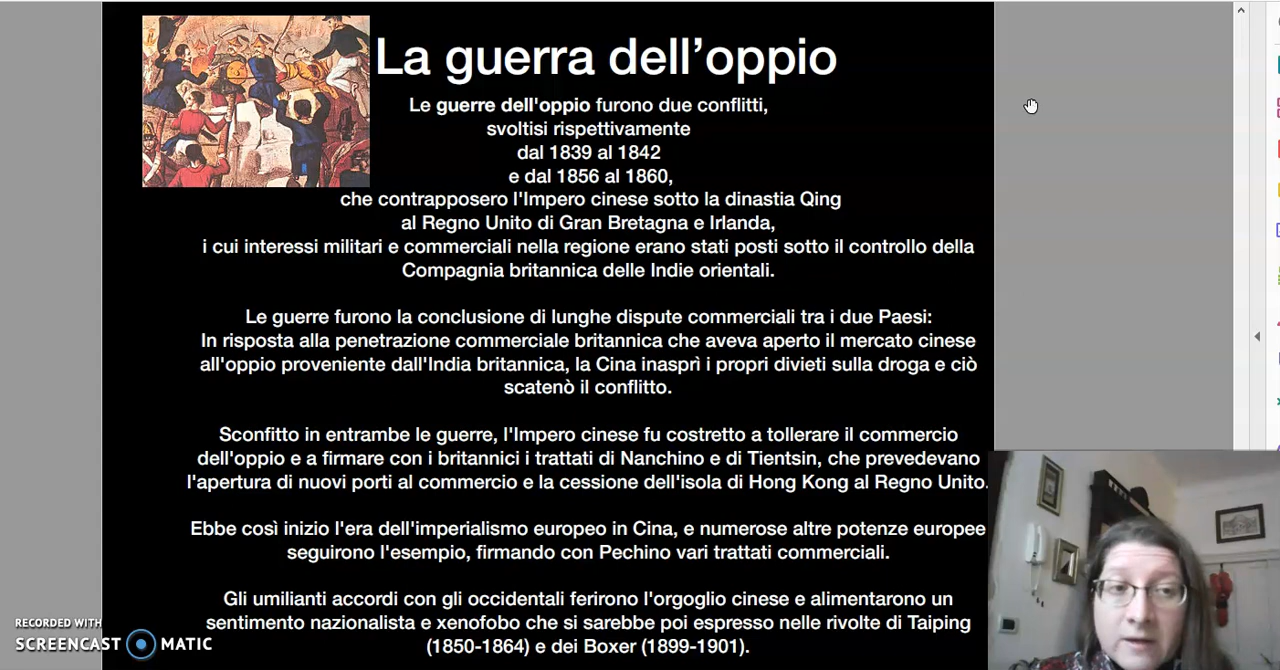 La guerra dell’oppio
Le guerre dell'oppio furono due conflitti,
svoltisi rispettivamente
dal 1839 al 1842
e dal 1856 al 1860,
che contrapposero l'Impero cinese sotto la dinastia Qing
al Regno Unito di Gran Bretagna e Irlanda,
i cui interessi militari e commerciali nella regione erano stati posti sotto il controllo della
Compagnia britannica delle Indie orientali.
Le guerre furono la conclusione di lunghe dispute commerciali tra i due Paesi:
In risposta alla penetrazione commerciale britannica che aveva aperto il mercato cinese
all'oppio proveniente dall'India britannica, la Cina inasprì i propri divieti sulla droga e ciò
scatenò il conflitto.
Sconfitto in entrambe le guerre, l'Impero cinese fu costretto a tollerare il commercio
dell'oppio e a firmare con i britannici i trattati di Nanchino e di Tientsin, che prevedevano
l'apertura di nuovi porti al commercio e la cessione dell'isola di Hong Kong al Regno Unito.
Ebbe così inizio l'era dell'imperialismo europeo in Cina, e numerose altre potenze europee
seguirono l'esempio, firmando con Pechino vari trattati commerciali.
Gli umilianti accordi con gli occidentali ferirono l'orgoglio cinese e alimentarono un
sentimento nazionalista e xenofobo che si sarebbe poi espresso nelle rivolte di Taiping
(1850-1864) e dei Boxer (1899-1901).
RECORDED WITH
SCREENCAST MATIC